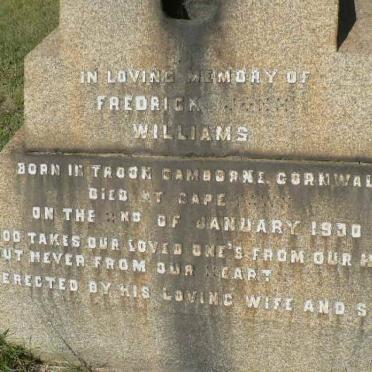 IN LOVING MEMORY OF
FREDRICK
WILLIAMS
BORN IN TROON CAMBORNE, CORNWAL
DIED AT CAPE
ON THE 2ND OF JANUARY 1930
OD TAKES OUR LOVED ONE'S FROM OUR H
UT NEVER FROM OUR HEART
ERECTED BY HIS LOVING WIFE AND S